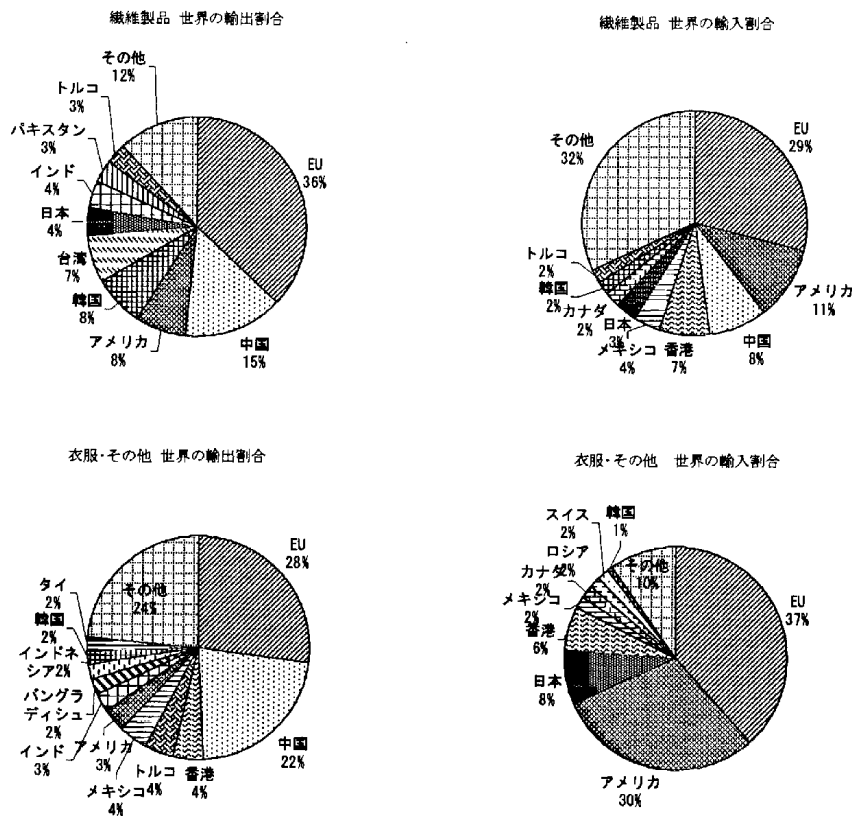 繊維製品 世界の輸出割合
その他
12%
トルコ
3%
パキスタン
3%
インド
4%
日本
4%
台湾
7%
韓国
8%
アメリカ
8%
中国
15%
EU
36%
繊維製品 世界の輸入割合
その他
32%
EU
29%
アメリカ
11%
中国
8%
香港
7%
メキシコ
4%
日本
3%
カナダ
2%
韓国
2%
トルコ
2%
衣服・その他 世界の輸出割合
その他
24%
EU
28%
中国
22%
香港
4%
トルコ
4%
メキシコ
4%
アメリカ
3%
インド
3%
バングラ
ディシュ
2%
インドネ
シア2%
韓国
2%
タイ
2%
衣服・その他 世界の輸入割合
スイス
2%
韓国
1%
ロシア
2%
その他
10%
カナダ
2%
メキシコ
2%
香港
6%
日本
8%
アメリカ
30%
EU
37%